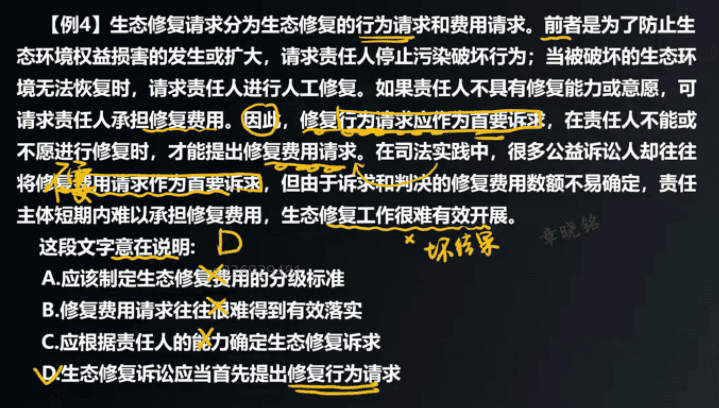 【例4】生态修复请求分为生态修复的行为请求和费用请求。前者是为了防止生
态环境权益损害的发生或扩大，请求责任人停止污染破坏行为；当被破坏的生态环
境无法恢复时，请求责任人进行人工修复。如果责任人不具有修复能力或意愿，可
请求责任人承担修复费用。因此，修复行为请求应作为首要诉求，在责任人不能或
不愿进行修复时，才能提出修复费用请求。在司法实践中，很多公益诉讼人却往往
将修复费用请求作为首要诉求，但由于诉求和判决的修复费用数额不易确定，责任
主体短期内难以承担修复费用，生态修复工作很难有效开展。
不要
×坏结果
章晓铭
这段文字意在说明：D
A.应该制定生态修复费用的分级标准
B.修复费用请求往往很难得到有效落实
C.应根据责任人的能力确定生态修复诉求
D.生态修复诉讼应当首先提出修复行为请求